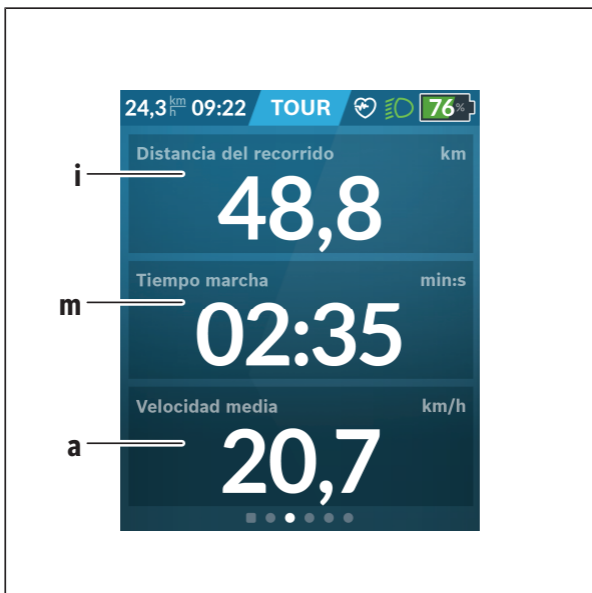 24,3 km/h 09:22 TOUR 76%
Distancia del recorrido km
i
48,8
Tiempo marcha min:s
m
02:35
Velocidad media km/h
a
20,7